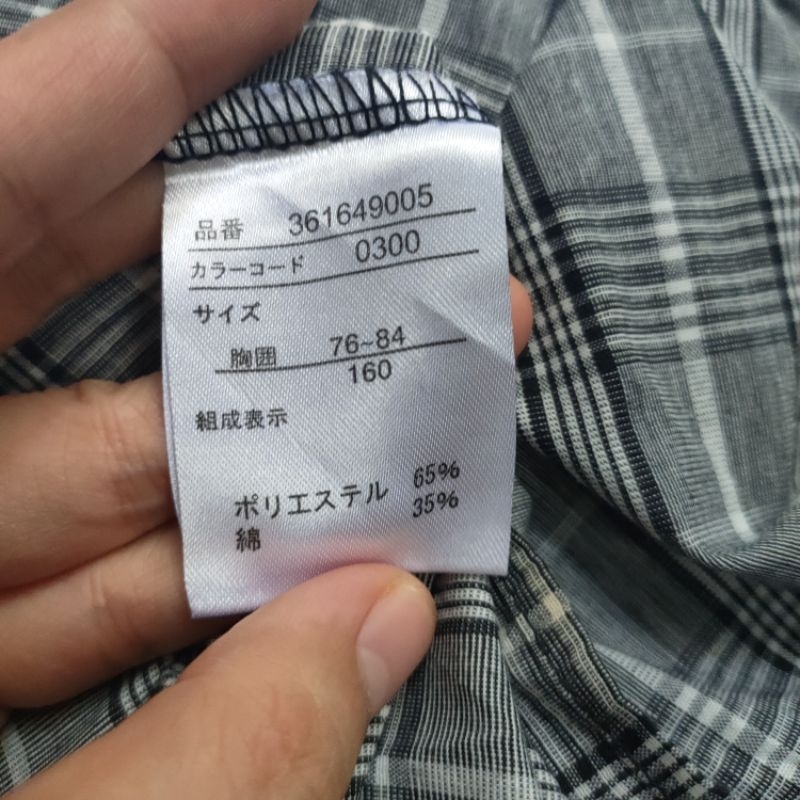 品番 361649005
カラーコード 0300
サイズ
胸囲 76~84
160
組成表示
ポリエステル 65%
綿 35%